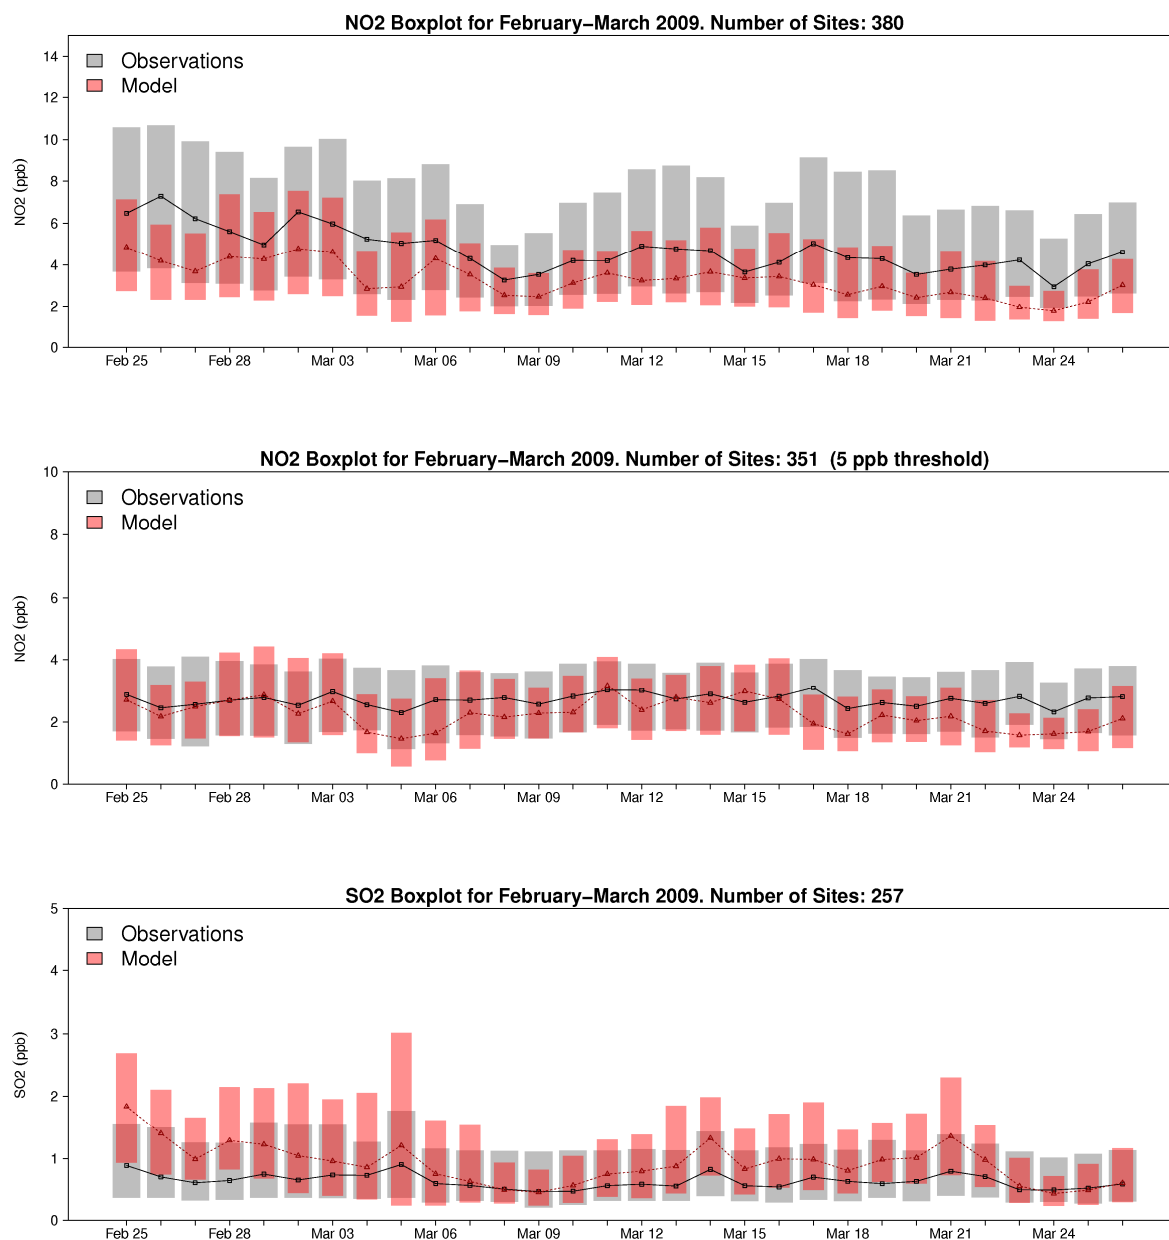 NO2 Boxplot for February−March 2009. Number of Sites: 380
Observations
Model
NO2 (ppb)
14
12
10
8
6
4
2
0
Feb 25 Feb 28 Mar 03 Mar 06 Mar 09 Mar 12 Mar 15 Mar 18 Mar 21 Mar 24
NO2 Boxplot for February−March 2009. Number of Sites: 351 (5 ppb threshold)
Observations
Model
NO2 (ppb)
10
8
6
4
2
0
Feb 25 Feb 28 Mar 03 Mar 06 Mar 09 Mar 12 Mar 15 Mar 18 Mar 21 Mar 24
SO2 Boxplot for February−March 2009. Number of Sites: 257
Observations
Model
SO2 (ppb)
5
4
3
2
1
0
Feb 25 Feb 28 Mar 03 Mar 06 Mar 09 Mar 12 Mar 15 Mar 18 Mar 21 Mar 24